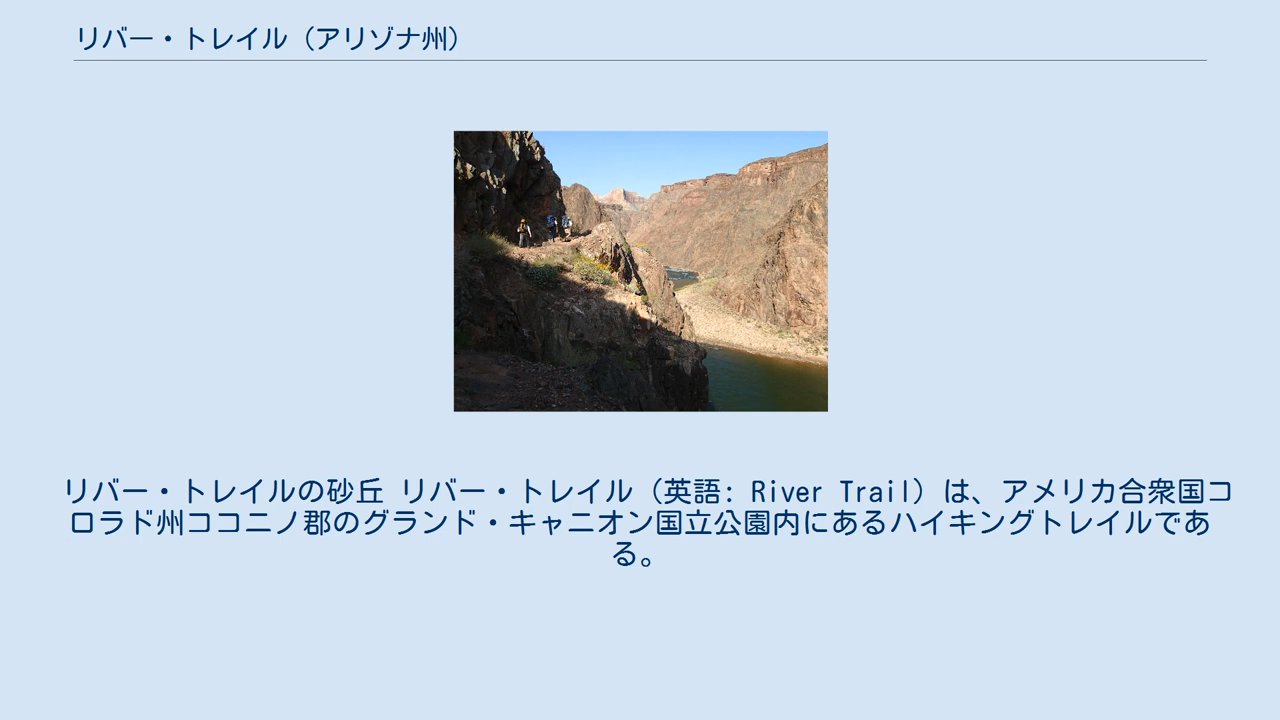 リバー・トレイル（アリゾナ州）
リバー・トレイルの砂丘 リバー・トレイル（英語: River Trail）は、アメリカ合衆国コ
ロラド州ココニノ郡のグランド・キャニオン国立公園内にあるハイキングトレイルであ
る。